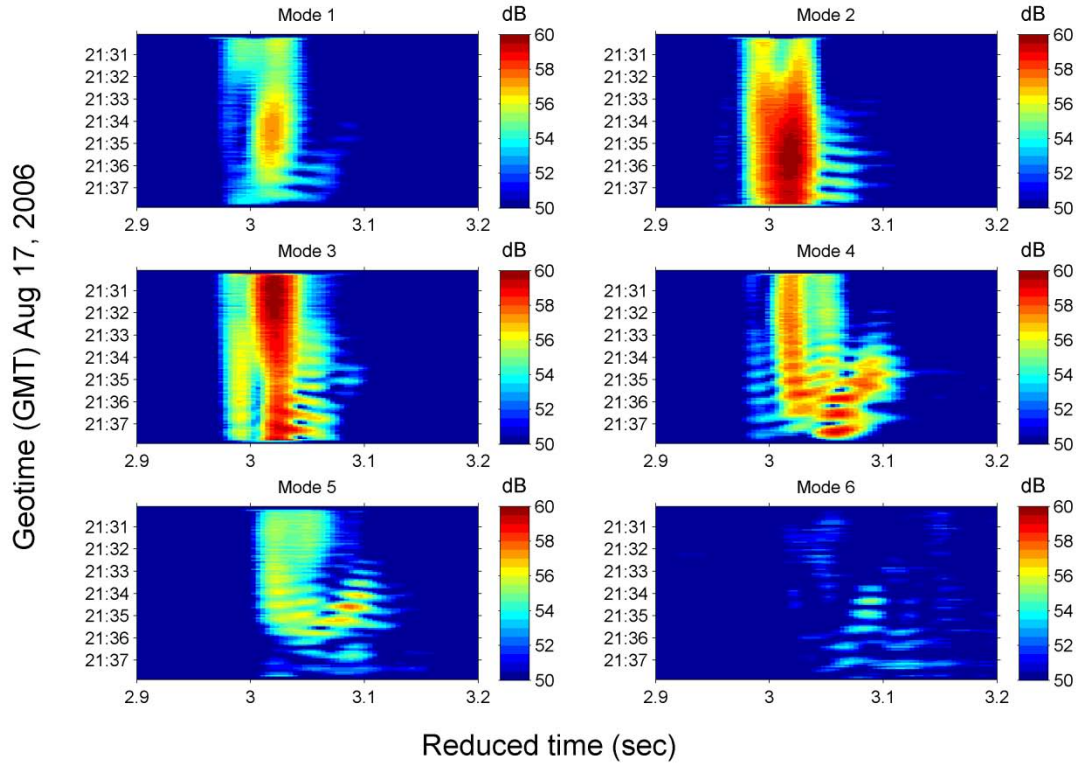 Mode 1 dB Mode 2 dB
21:31 60 21:31 60
21:32 58 21:32 58
21:33 56 21:33 56
21:34 21:34
21:35 54 21:35 54
21:36 52 21:36 52
21:37 50 21:37 50
2.9 3 3.1 3.2 2.9 3 3.1 3.2
Mode 3 dB Mode 4 dB
21:31 60 21:31 60
21:32 58 21:32 58
21:33 56 21:33 56
21:34 21:34
21:35 54 21:35 54
21:36 52 21:36 52
21:37 50 21:37 50
2.9 3 3.1 3.2 2.9 3 3.1 3.2
Mode 5 dB Mode 6 dB
21:31 60 21:31 60
21:32 58 21:32 58
21:33 56 21:33 56
21:34 21:34
21:35 54 21:35 54
21:36 52 21:36 52
21:37 50 21:37 50
2.9 3 3.1 3.2 2.9 3 3.1 3.2
Geotime (GMT) Aug 17, 2006
Reduced time (sec)